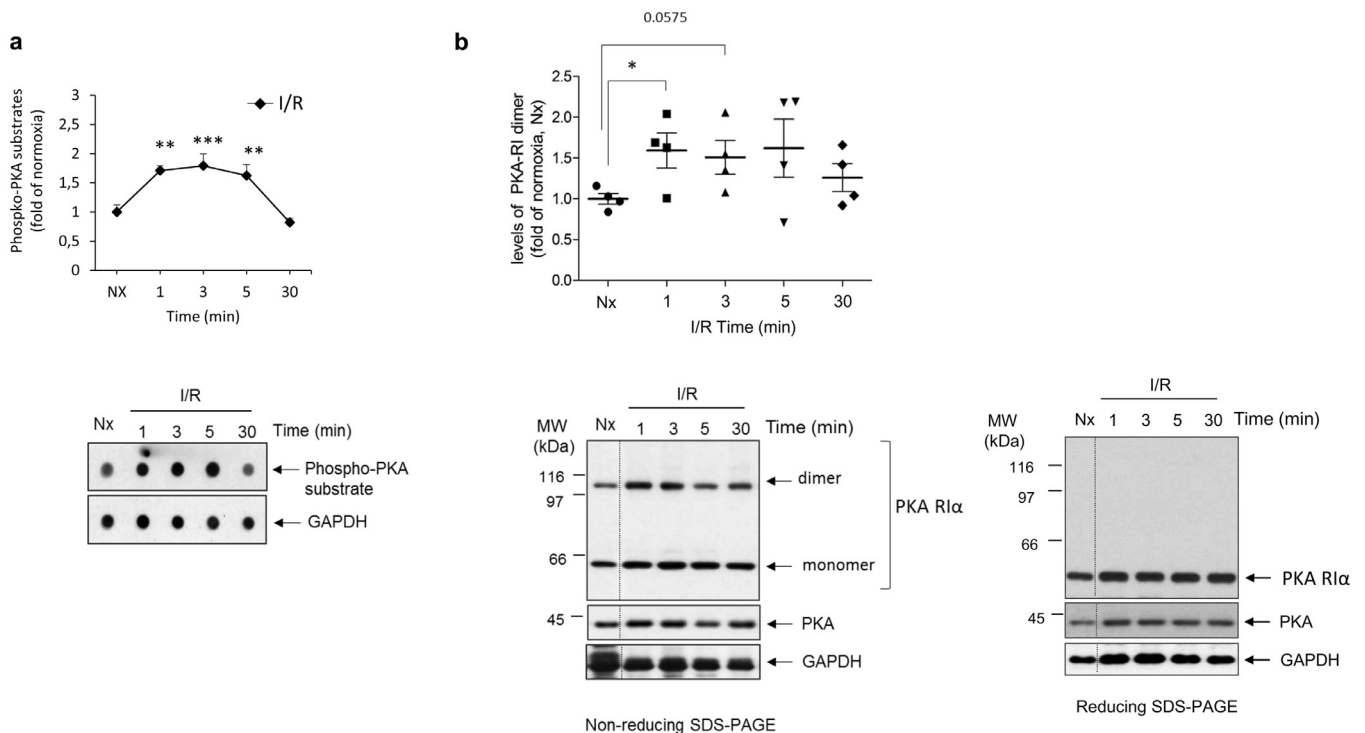 a
Phospko-PKA substrates
(fold of normoxia)
3
2,5
2
1,5
1
0,5
0
I/R
**
***
**
NX 1 3 5 30
Time (min)
I/R
Nx 1 3 5 30 Time (min)
Phospho-PKA
substrate
GAPDH
b
0.0575
*
levels of PKA-RI dimer
(fold of normoxia, Nx)
2.5
2.0
1.5
1.0
0.5
0.0
Nx 1 3 5 30
I/R Time (min)
I/R
MW
(kDa)
Nx 1 3 5 30 Time (min)
116
97
66
45
dimer
monomer
PKA RIα
PKA
GAPDH
Non-reducing SDS-PAGE
I/R
MW
(kDa)
Nx 1 3 5 30 Time (min)
116
97
66
45
PKA RIα
PKA
GAPDH
Reducing SDS-PAGE